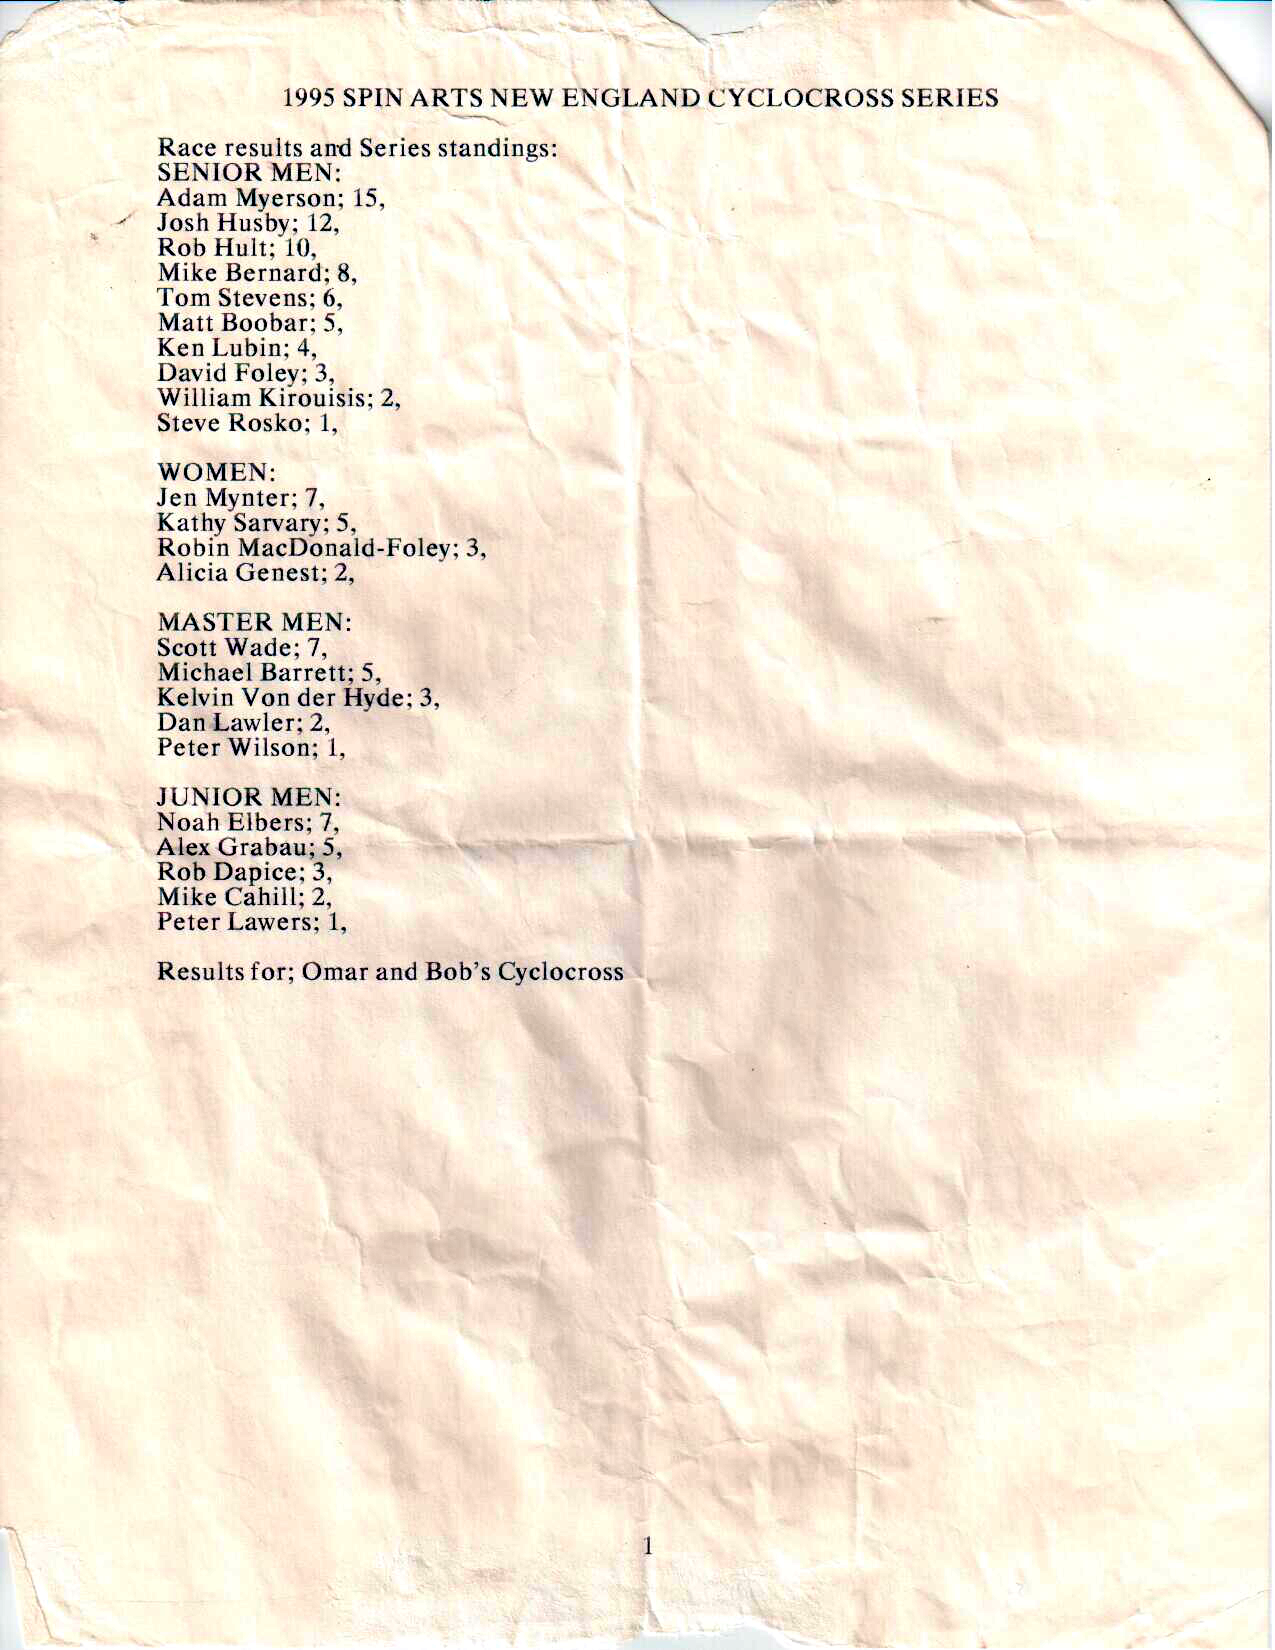 1995 SPIN ARTS NEW ENGLAND CYCLOCROSS SERIES
Race results and Series standings:
SENIOR MEN:
Adam Myerson; 15,
Josh Husby; 12,
Rob Hult; 10,
Mike Bernard; 8,
Tom Stevens; 6,
Matt Boobar; 5,
Ken Lubin; 4,
David Foley; 3,
William Kirouisis; 2,
Steve Rosko; 1,
WOMEN:
Jen Mynter; 7,
Kathy Sarvary; 5,
Robin MacDonald-Foley; 3,
Alicia Genest; 2,
MASTER MEN:
Scott Wade; 7,
Michael Barrett; 5,
Kelvin Von der Hyde; 3,
Dan Lawler; 2,
Peter Wilson; 1,
JUNIOR MEN:
Noah Elbers; 7,
Alex Grabau; 5,
Rob Dapice; 3,
Mike Cahill; 2,
Peter Lawers; 1,
Results for; Omar and Bob's Cyclocross
1